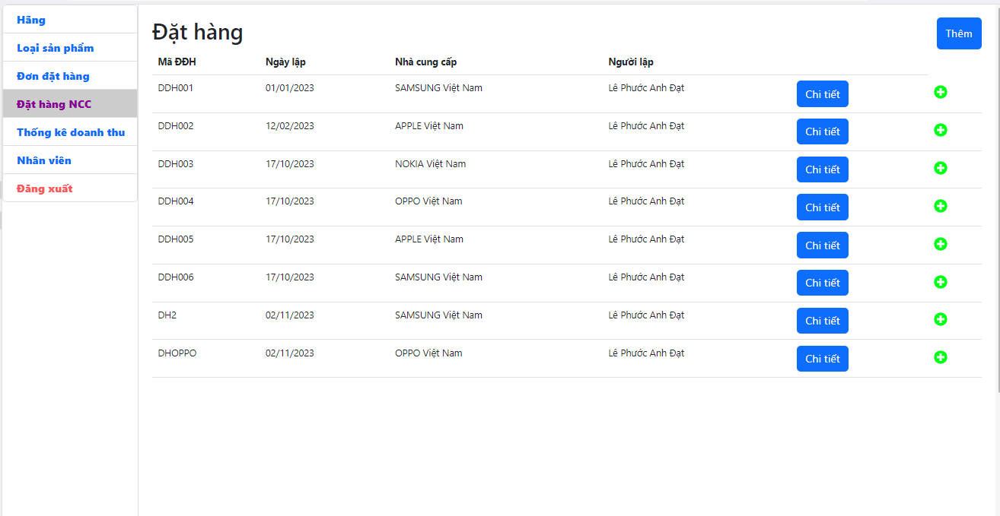 Hãng
Loại sản phẩm
Đơn đặt hàng
Đặt hàng NCC
Thống kê doanh thu
Nhân viên
Đăng xuất
Đặt hàng
Thêm
Mã ĐĐH Ngày lập Nhà cung cấp Người lập
DDH001 01/01/2023 SAMSUNG Việt Nam Lê Phước Anh Đạt Chi tiết
DDH002 12/02/2023 APPLE Việt Nam Lê Phước Anh Đạt Chi tiết
DDH003 17/10/2023 NOKIA Việt Nam Lê Phước Anh Đạt Chi tiết
DDH004 17/10/2023 OPPO Việt Nam Lê Phước Anh Đạt Chi tiết
DDH005 17/10/2023 APPLE Việt Nam Lê Phước Anh Đạt Chi tiết
DDH006 17/10/2023 SAMSUNG Việt Nam Lê Phước Anh Đạt Chi tiết
DH2 02/11/2023 SAMSUNG Việt Nam Lê Phước Anh Đạt Chi tiết
DHOPPO 02/11/2023 OPPO Việt Nam Lê Phước Anh Đạt Chi tiết